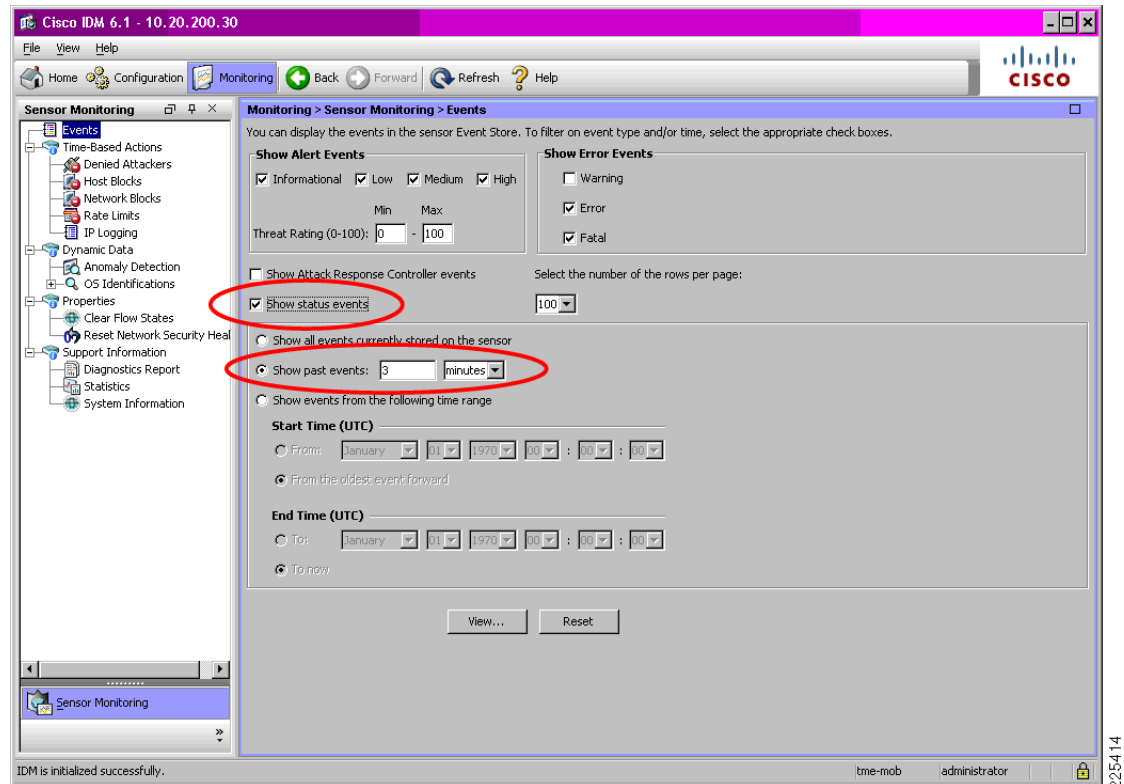 Cisco IDM 6.1 - 10.20.200.30
File View Help
Home Configuration Monitoring Back Forward Refresh Help
CISCO
Sensor Monitoring
Events
Time-Based Actions
Denied Attackers
Host Blocks
Network Blocks
Rate Limits
IP Logging
Dynamic Data
Anomaly Detection
OS Identifications
Properties
Clear Flow States
Reset Network Security Heal
Support Information
Diagnostics Report
Statistics
System Information
Sensor Monitoring
Monitoring > Sensor Monitoring > Events
You can display the events in the sensor Event Store. To filter on event type and/or time, select the appropriate check boxes.
Show Alert Events
Informational Low Medium High
Min Max
Threat Rating (0-100): 0 - 100
Show Error Events
Warning
Error
Fatal
Show Attack Response Controller events
Select the number of the rows per page:
Show status events
100
Show all events currently stored on the sensor
Show past events: 3 minutes
Show events from the following time range
Start Time (UTC)
From: January 01 1970 00 : 00 : 00
From the oldest event forward
End Time (UTC)
To: January 01 1970 00 : 00 : 00
To now
View... Reset
IDM is initialized successfully.
tme-mob administrator
225414